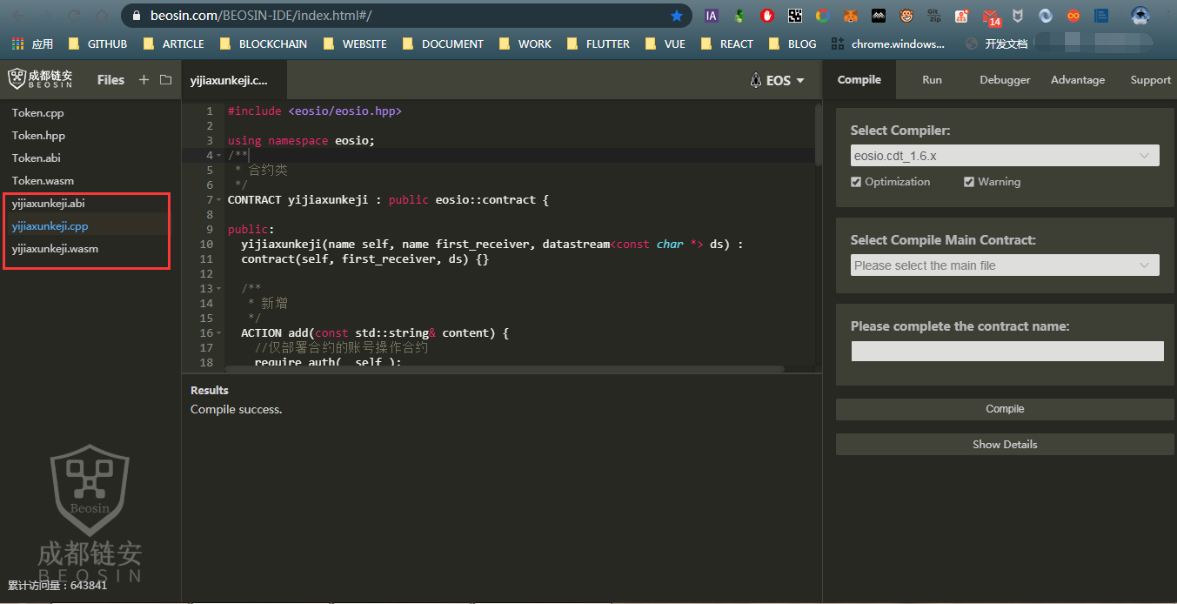 beosin.com/BEOSIN-IDE/index.html#/
IA
14
应用 GITHUB ARTICLE BLOCKCHAIN WEBSITE DOCUMENT WORK FLUTTER VUE REACT BLOG chrome.windows... 开发文档
成都链安 BEOSIN Files + yijiaxunkeji.c... EOS Compile Run Debugger Advantage Support
Token.cpp
Token.hpp
Token.abi
Token.wasm
yijiaxunkeji.abi
yijiaxunkeji.cpp
yijiaxunkeji.wasm
1 #include <eosio/eosio.hpp>
2
3 using namespace eosio;
4 /**
5 * 合约类
6 */
7 CONTRACT yijiaxunkeji : public eosio::contract {
8
9 public:
10 yijiaxunkeji(name self, name first_receiver, datastream<const char *> ds) :
11 contract(self, first_receiver, ds) {}
12
13 /**
14 * 新增
15 */
16 ACTION add(const std::string& content) {
17 //仅部署合约的账号操作合约
18 require_auth( _self );
Results
Compile success.
Select Compiler:
eosio.cdt_1.6.x
Optimization Warning
Select Compile Main Contract:
Please select the main file
Please complete the contract name:
Compile
Show Details
Beosin
成都链安
BEOSIN
累计访问量：643841